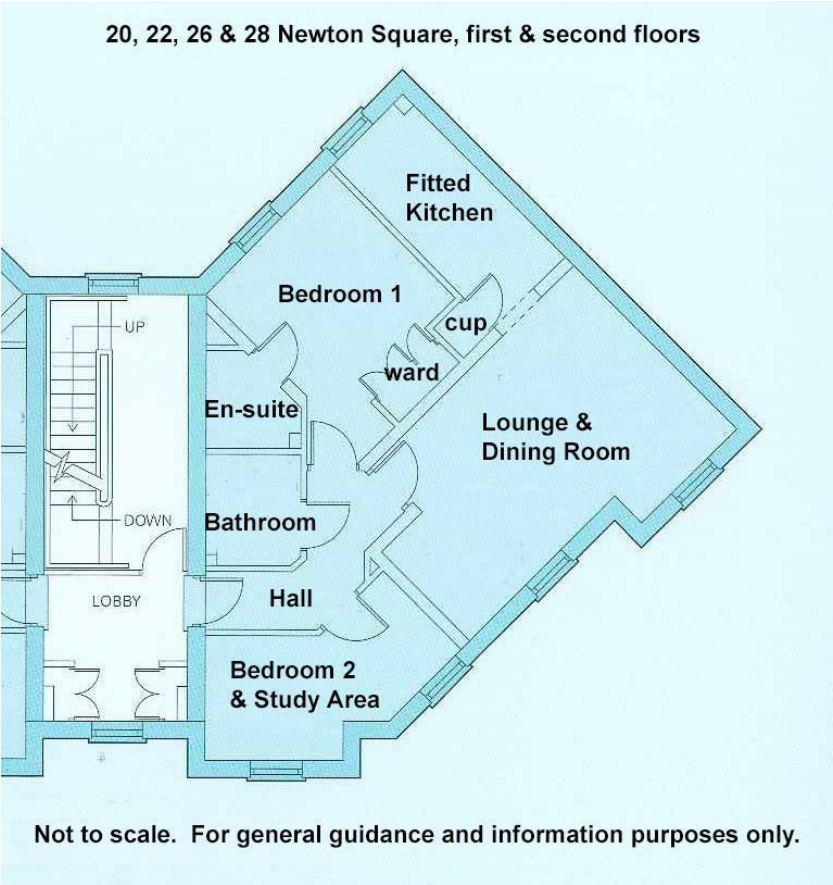 20, 22, 26 & 28 Newton Square, first & second floors
Fitted
Kitchen
Bedroom 1
cup
UP
ward
En-suite
Lounge &
Dining Room
Bathroom
DOWN
LOBBY
Hall
Bedroom 2
& Study Area
Not to scale.  For general guidance and information purposes only.